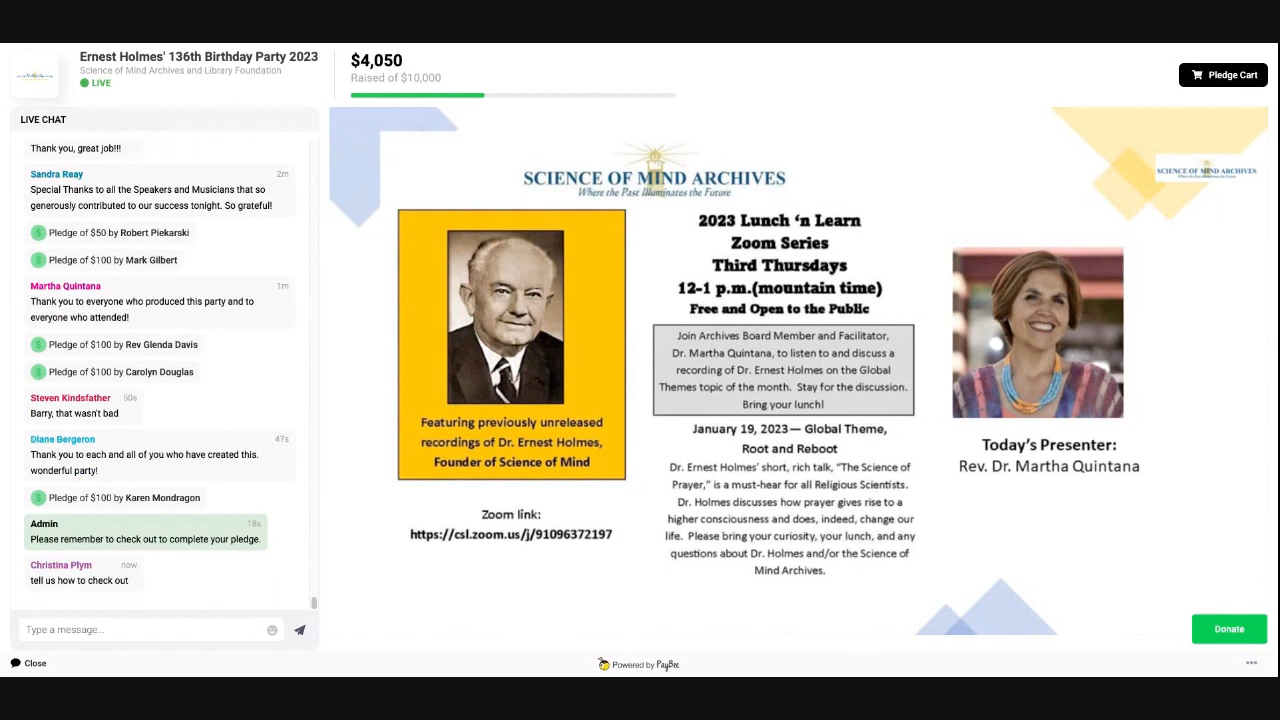 Ernest Holmes' 136th Birthday Party 2023
Science of Mind Archives and Library Foundation
LIVE
$4,050
Raised of $10,000
Pledge Cart
LIVE CHAT
Thank you, great job!!!
Sandra Reay 2m
Special Thanks to all the Speakers and Musicians that so
generously contributed to our success tonight. So grateful!
$ Pledge of $50 by Robert Piekarski
$ Pledge of $100 by Mark Gilbert
Martha Quintana 1m
Thank you to everyone who produced this party and to
everyone who attended!
$ Pledge of $100 by Rev Glenda Davis
$ Pledge of $100 by Carolyn Douglas
Steven Kindsfather 50s
Barry, that wasn't bad
Diane Bergeron 47s
Thank you to each and all of you who have created this.
wonderful party!
$ Pledge of $100 by Karen Mondragon
Admin 18s
Please remember to check out to complete your pledge.
Christina Plym now
tell us how to check out
Type a message...
Close
SCIENCE OF MIND ARCHIVES
Where the Past Illuminates the Future
SCIENCE OF MIND ARCHIVES
Where the Past Illuminates the Future
Featuring previously unreleased
recordings of Dr. Ernest Holmes,
Founder of Science of Mind
Zoom link:
https://csl.zoom.us/j/91096372197
2023 Lunch ‘n Learn
Zoom Series
Third Thursdays
12-1 p.m.(mountain time)
Free and Open to the Public
Join Archives Board Member and Facilitator,
Dr. Martha Quintana, to listen to and discuss a
recording of Dr. Ernest Holmes on the Global
Themes topic of the month. Stay for the discussion.
Bring your lunch!
January 19, 2023— Global Theme,
Root and Reboot
Dr. Ernest Holmes’ short, rich talk, “The Science of
Prayer,” is a must-hear for all Religious Scientists.
Dr. Holmes discusses how prayer gives rise to a
higher consciousness and does, indeed, change our
life. Please bring your curiosity, your lunch, and any
questions about Dr. Holmes and/or the Science of
Mind Archives.
Today’s Presenter:
Rev. Dr. Martha Quintana
Donate
Powered by PayBee